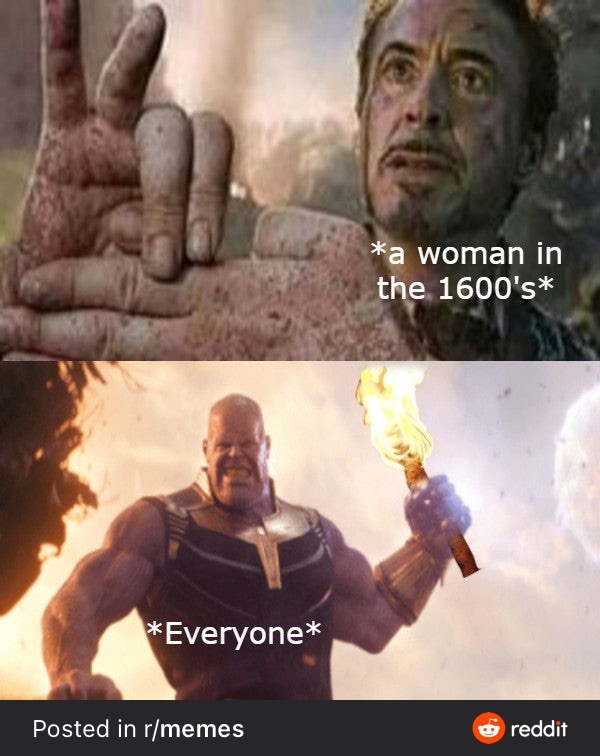 *a woman in
the 1600's*
*Everyone*
Posted in r/memes
reddit